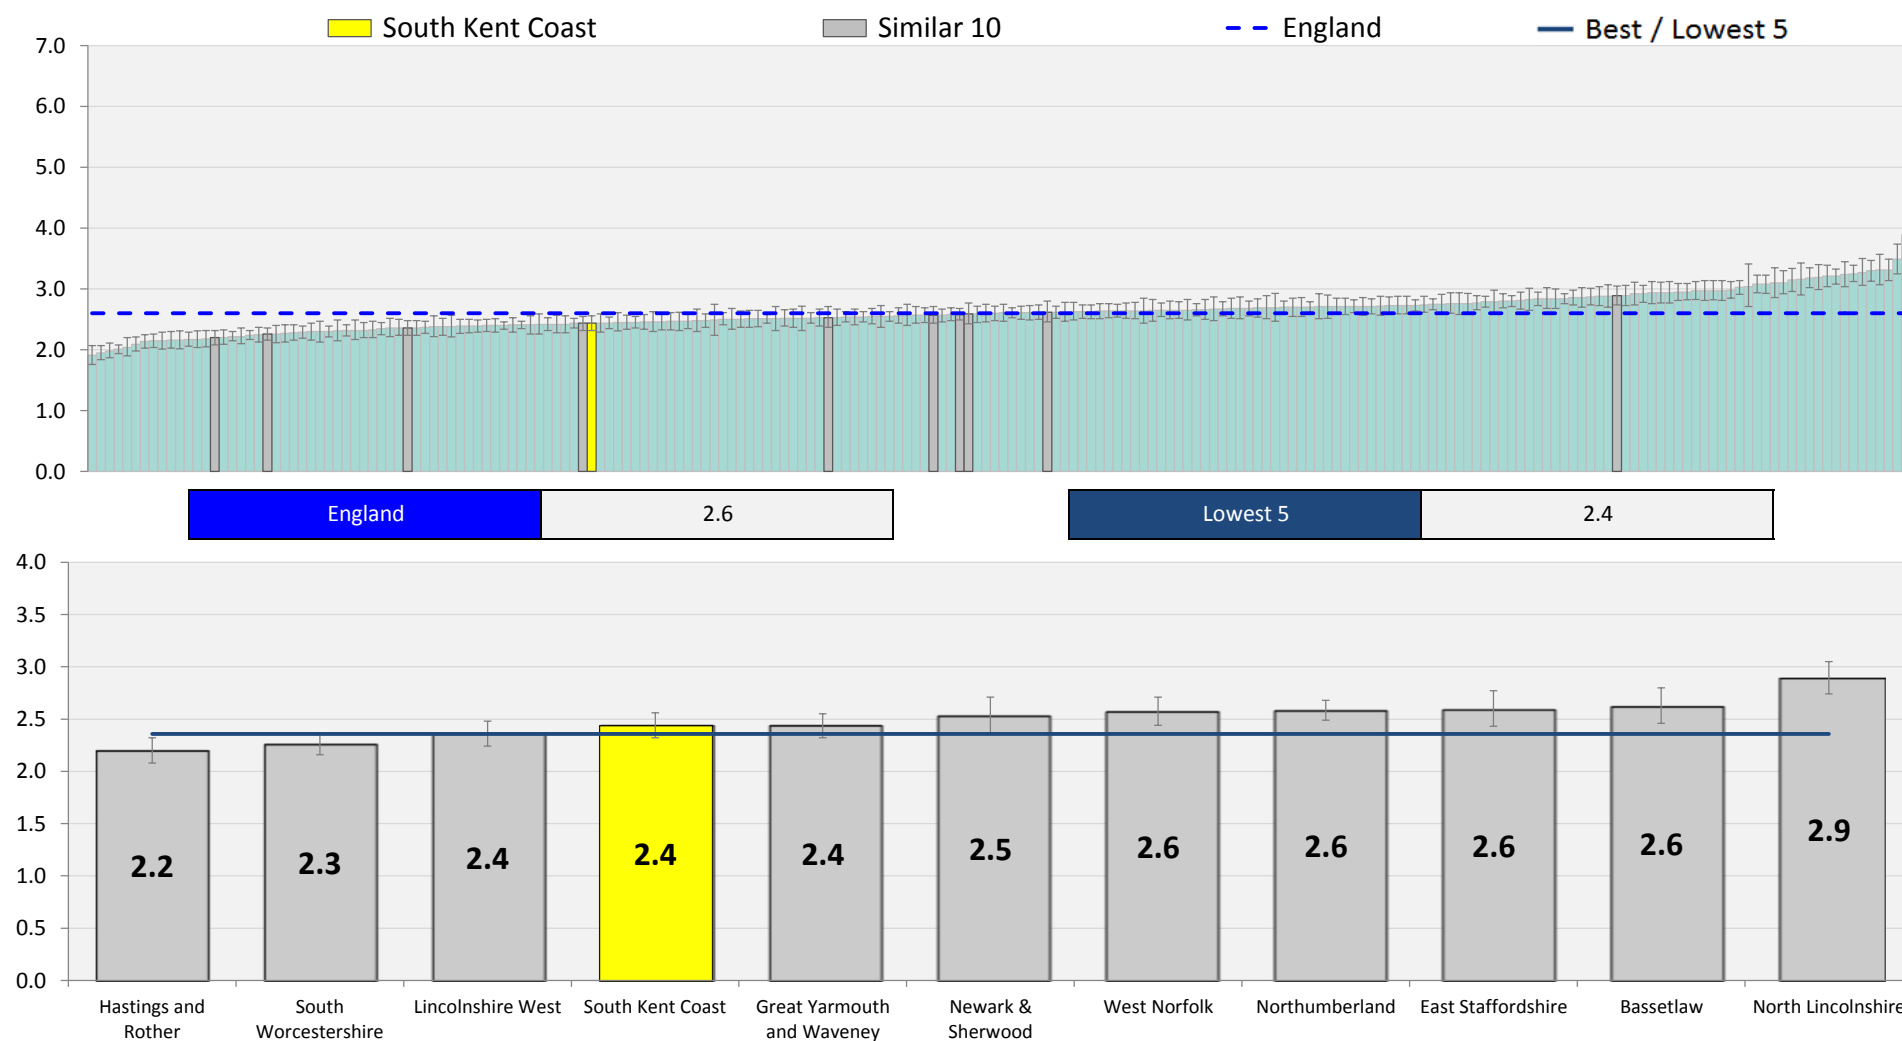 South Kent Coast Similar 10 England Best / Lowest 5
7.0
6.0
5.0
4.0
3.0
2.0
1.0
0.0
England 2.6 Lowest 5 2.4
4.0
3.5
3.0
2.5
2.0
1.5
1.0
0.5
0.0
2.2 2.3 2.4 2.4 2.4 2.5 2.6 2.6 2.6 2.6 2.9
Hastings and Rother
South Worcestershire
Lincolnshire West
South Kent Coast
Great Yarmouth and Waveney
Newark & Sherwood
West Norfolk
Northumberland
East Staffordshire
Bassetlaw
North Lincolnshire